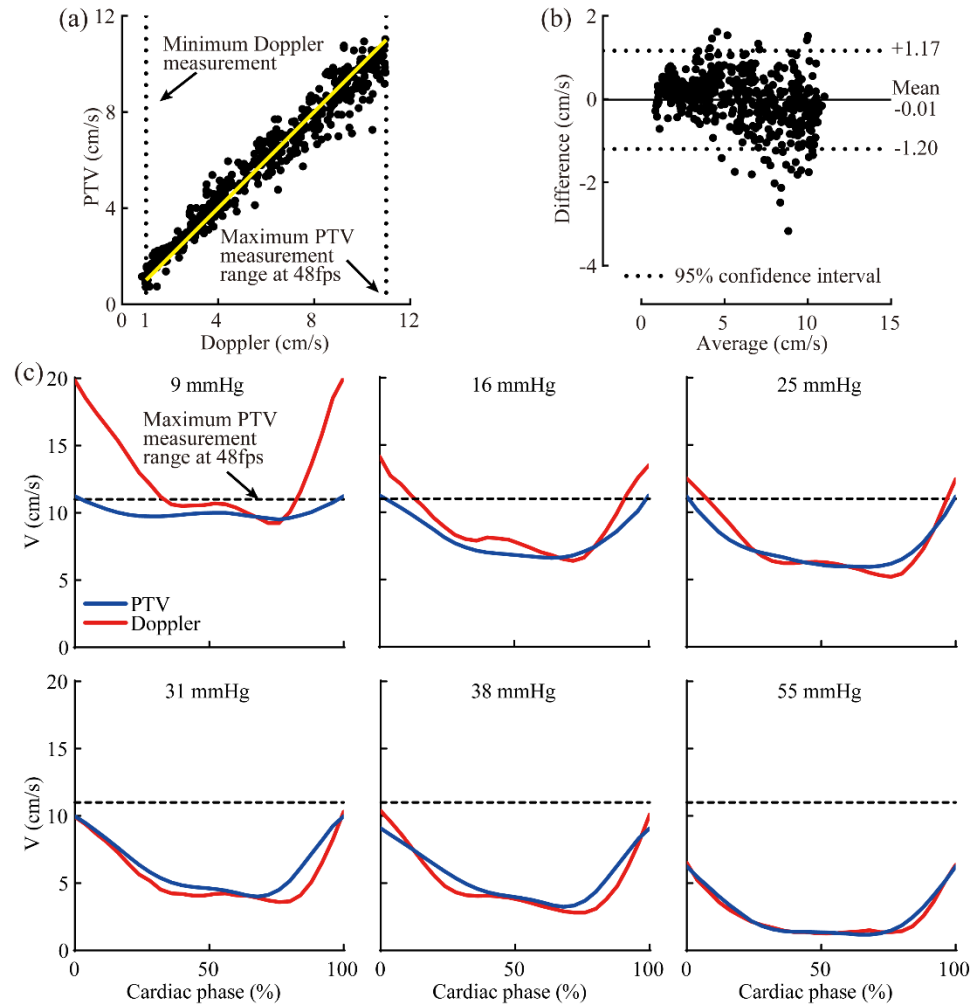 (a)
12
8
4
0
PTV (cm/s)
Minimum Doppler
measurement
Maximum PTV
measurement
range at 48fps
0 1 4 8 12
Doppler (cm/s)
(b)
2
0
-2
-4
Difference (cm/s)
+1.17
Mean
-0.01
-1.20
95% confidence interval
0 5 10 15
Average (cm/s)
(c)
20
15
10
5
0
V (cm/s)
9 mmHg
Maximum PTV
measurement
range at 48fps
PTV
Doppler
16 mmHg
25 mmHg
20
15
10
5
0
V (cm/s)
31 mmHg
38 mmHg
55 mmHg
0 50 100
Cardiac phase (%)
0 50 100
Cardiac phase (%)
0 50 100
Cardiac phase (%)